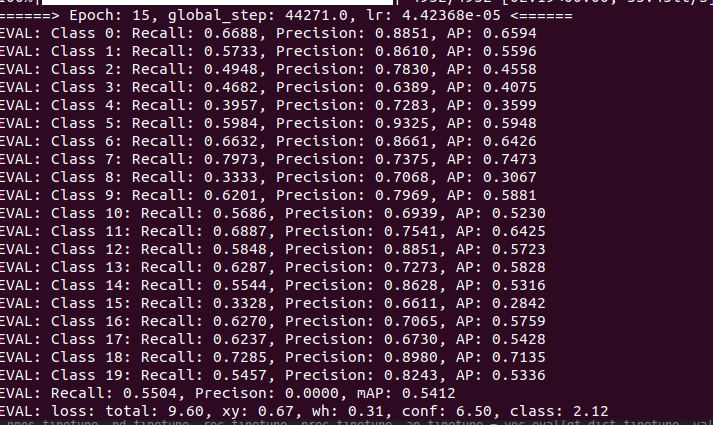 ======> Epoch: 15, global_step: 44271.0, lr: 4.42368e-05 <======
EVAL: Class 0: Recall: 0.6688, Precision: 0.8851, AP: 0.6594
EVAL: Class 1: Recall: 0.5733, Precision: 0.8610, AP: 0.5596
EVAL: Class 2: Recall: 0.4948, Precision: 0.7830, AP: 0.4558
EVAL: Class 3: Recall: 0.4682, Precision: 0.6389, AP: 0.4075
EVAL: Class 4: Recall: 0.3957, Precision: 0.7283, AP: 0.3599
EVAL: Class 5: Recall: 0.5984, Precision: 0.9325, AP: 0.5948
EVAL: Class 6: Recall: 0.6632, Precision: 0.8661, AP: 0.6426
EVAL: Class 7: Recall: 0.7973, Precision: 0.7375, AP: 0.7473
EVAL: Class 8: Recall: 0.3333, Precision: 0.7068, AP: 0.3067
EVAL: Class 9: Recall: 0.6201, Precision: 0.7969, AP: 0.5881
EVAL: Class 10: Recall: 0.5686, Precision: 0.6939, AP: 0.5230
EVAL: Class 11: Recall: 0.6887, Precision: 0.7541, AP: 0.6425
EVAL: Class 12: Recall: 0.5848, Precision: 0.8851, AP: 0.5723
EVAL: Class 13: Recall: 0.6287, Precision: 0.7273, AP: 0.5828
EVAL: Class 14: Recall: 0.5544, Precision: 0.8628, AP: 0.5316
EVAL: Class 15: Recall: 0.3328, Precision: 0.6611, AP: 0.2842
EVAL: Class 16: Recall: 0.6270, Precision: 0.7065, AP: 0.5759
EVAL: Class 17: Recall: 0.6237, Precision: 0.6730, AP: 0.5428
EVAL: Class 18: Recall: 0.7285, Precision: 0.8980, AP: 0.7135
EVAL: Class 19: Recall: 0.5457, Precision: 0.8243, AP: 0.5336
EVAL: Recall: 0.5504, Precison: 0.0000, mAP: 0.5412
EVAL: loss: total: 9.60, xy: 0.67, wh: 0.31, conf: 6.50, class: 2.12